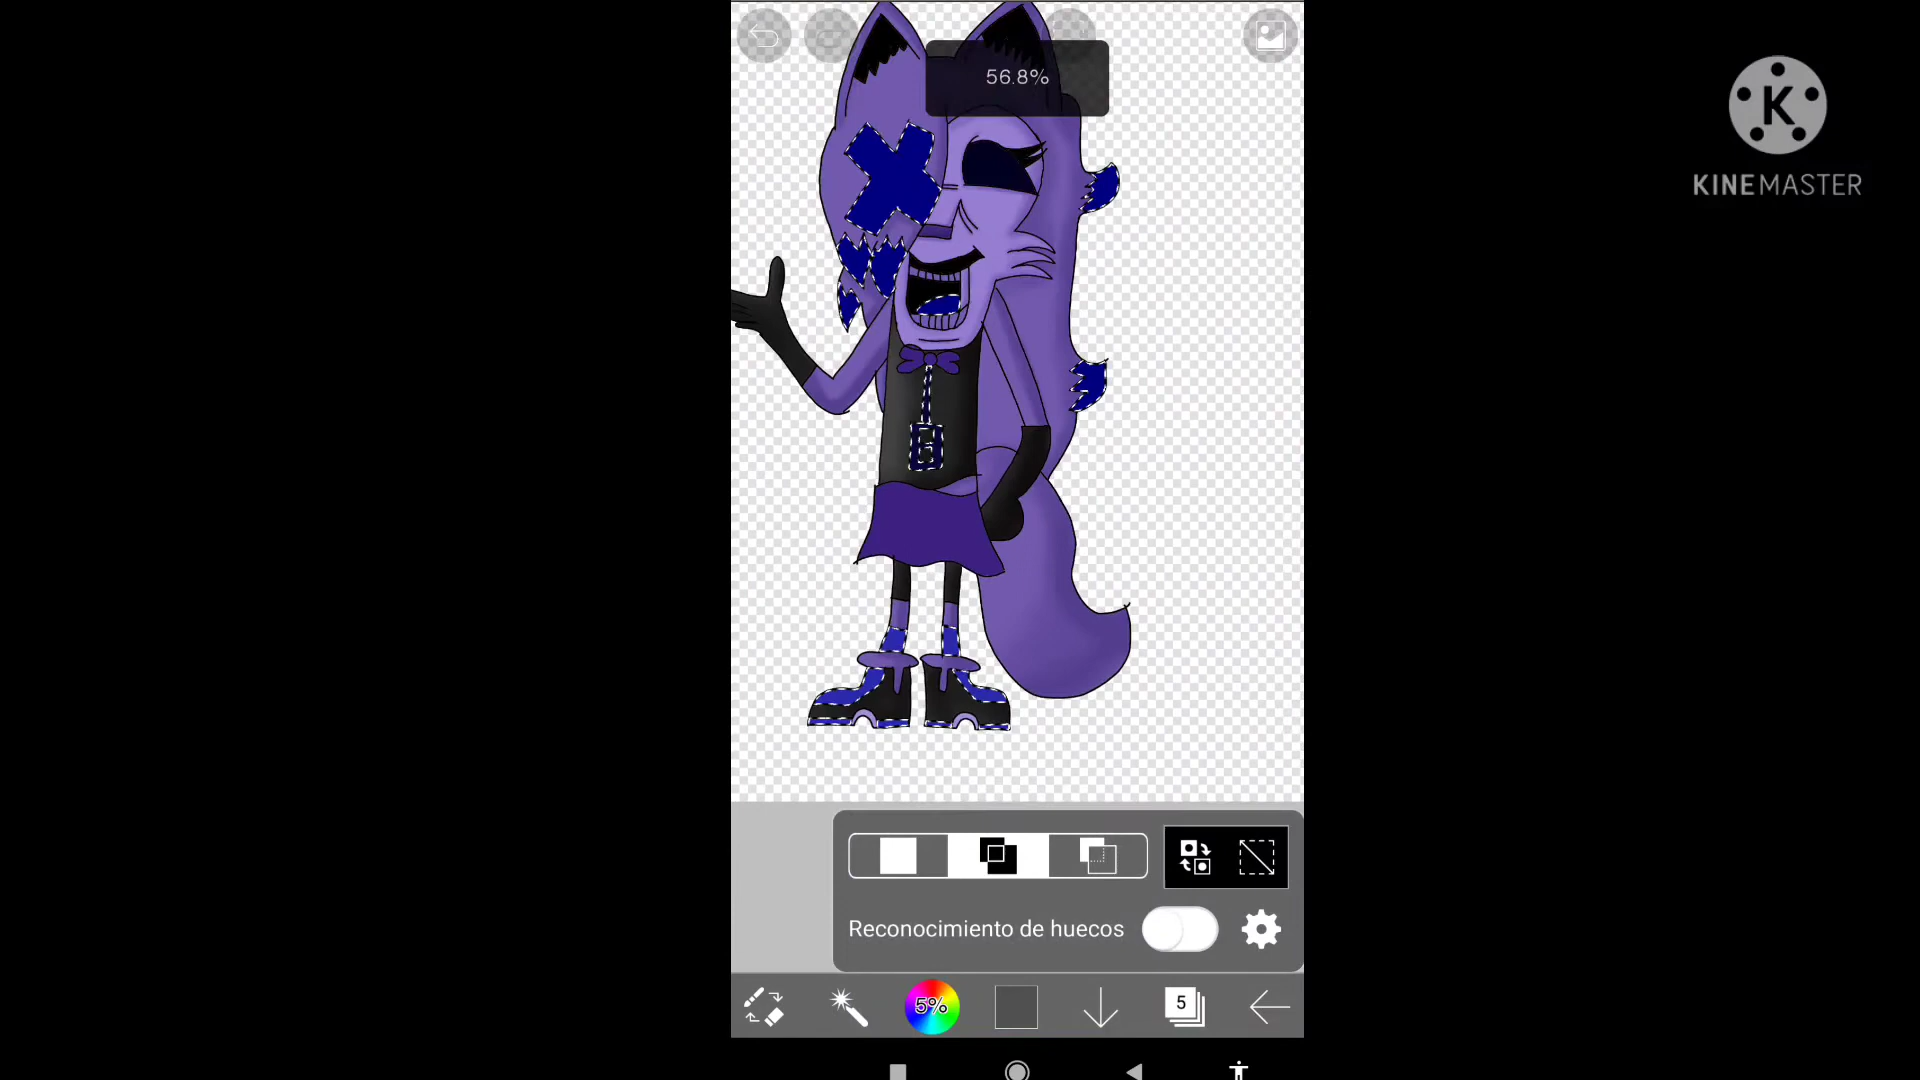 56.8%
K
KINEMASTER
Reconocimiento de huecos
5%
5